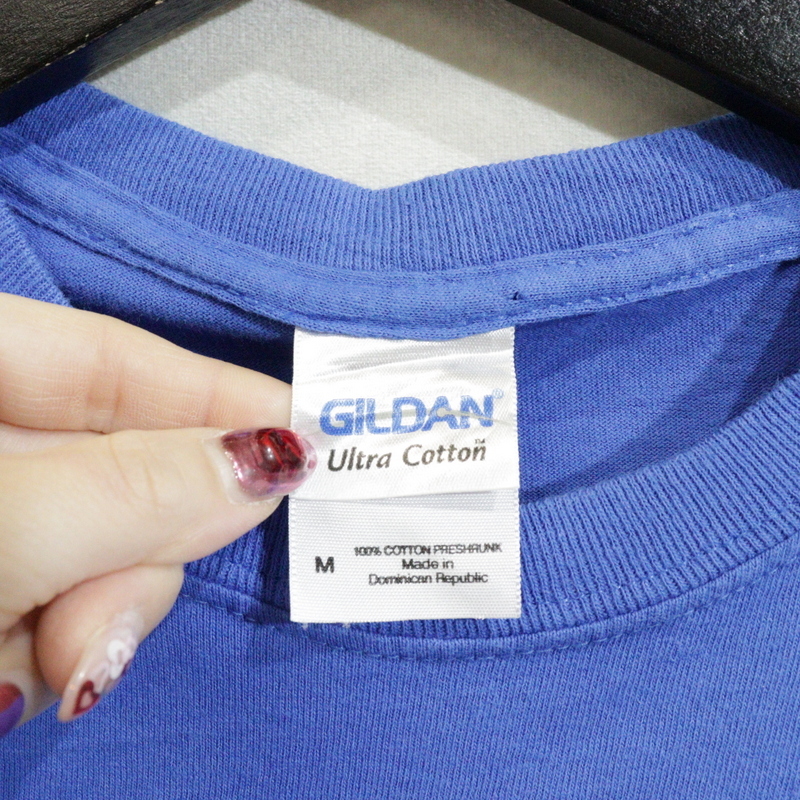 GILDAN®
Ultra Cotton™
M
100% COTTON PRESHRUNK
Made in
Dominican Republic